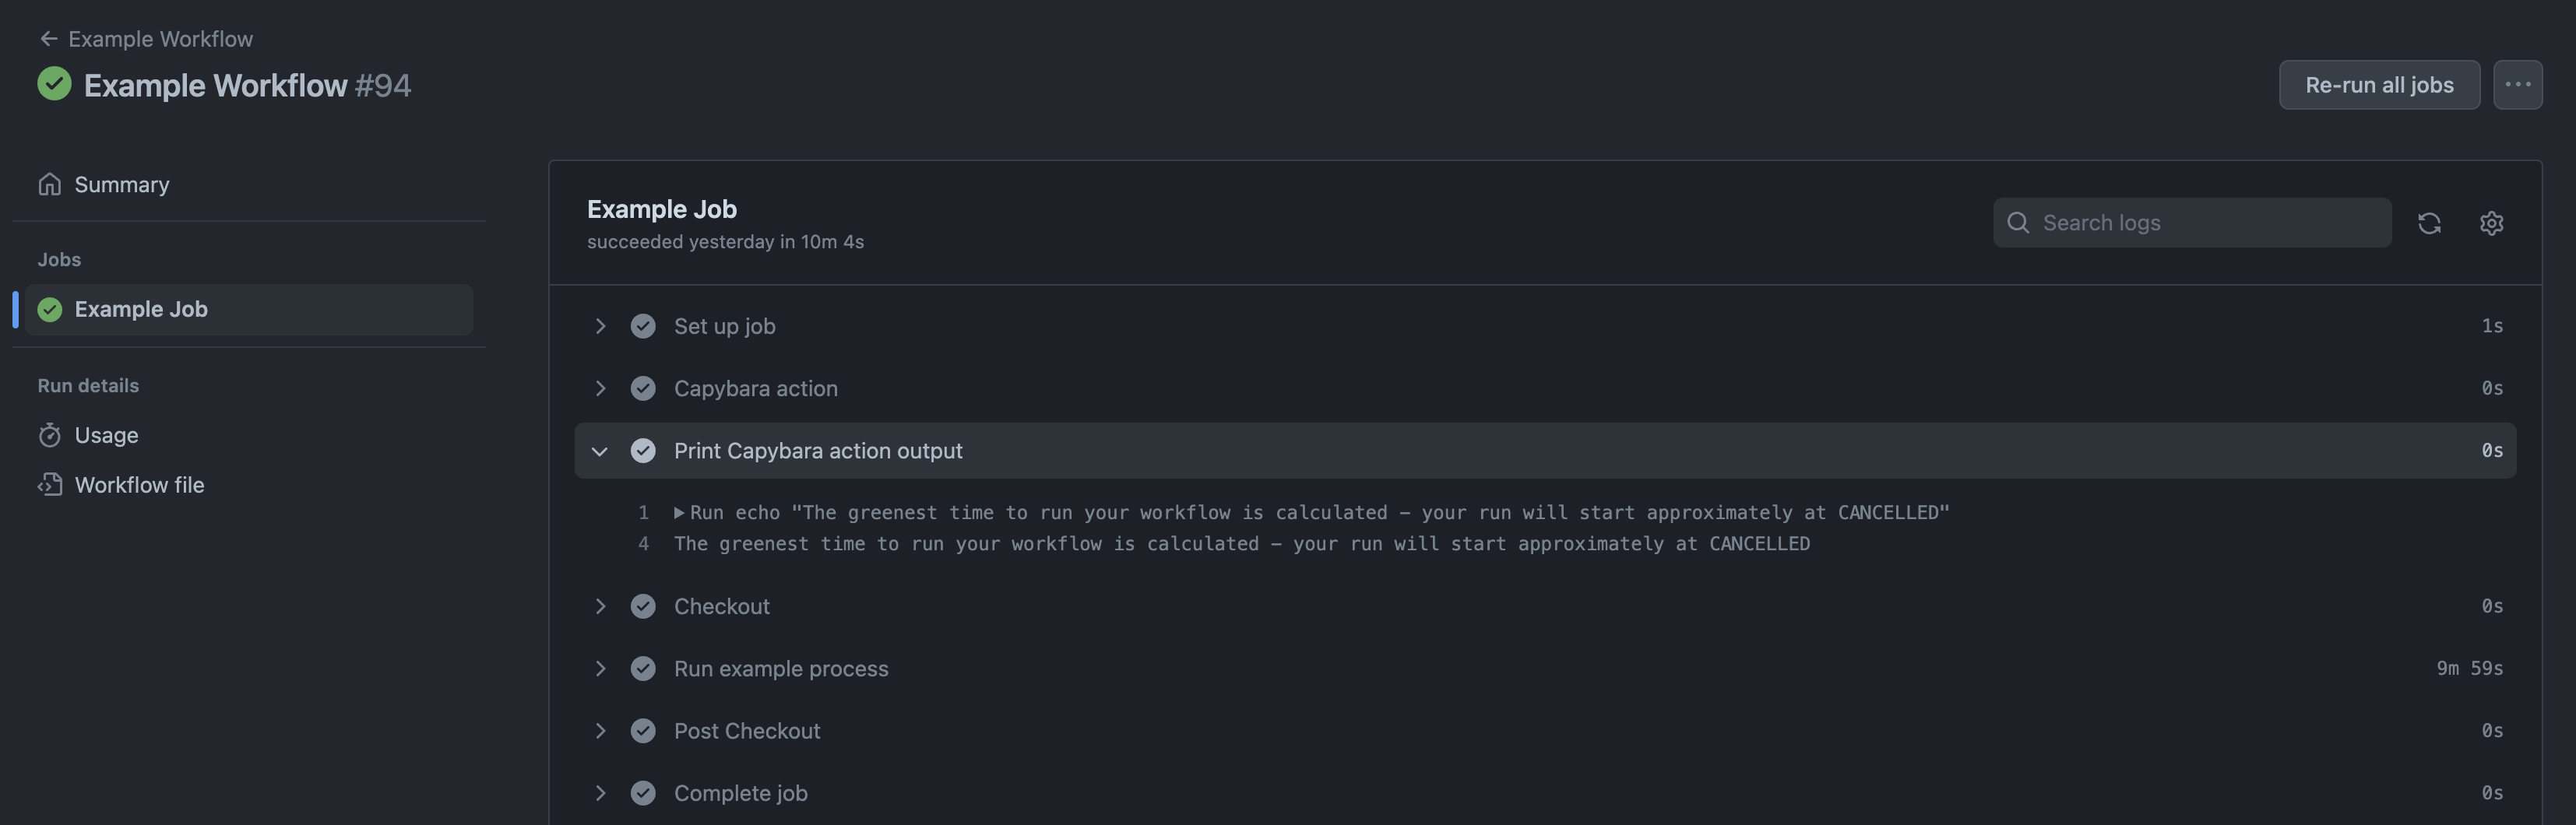 Example Workflow
Example Workflow #94
Re-run all jobs
Summary
Jobs
Example Job
Run details
Usage
Workflow file
Example Job
succeeded yesterday in 10m 4s
Search logs
Set up job 1s
Capybara action 0s
Print Capybara action output 0s
1 Run echo "The greenest time to run your workflow is calculated – your run will start approximately at CANCELLED"
4 The greenest time to run your workflow is calculated – your run will start approximately at CANCELLED
Checkout 0s
Run example process 9m 59s
Post Checkout 0s
Complete job 0s